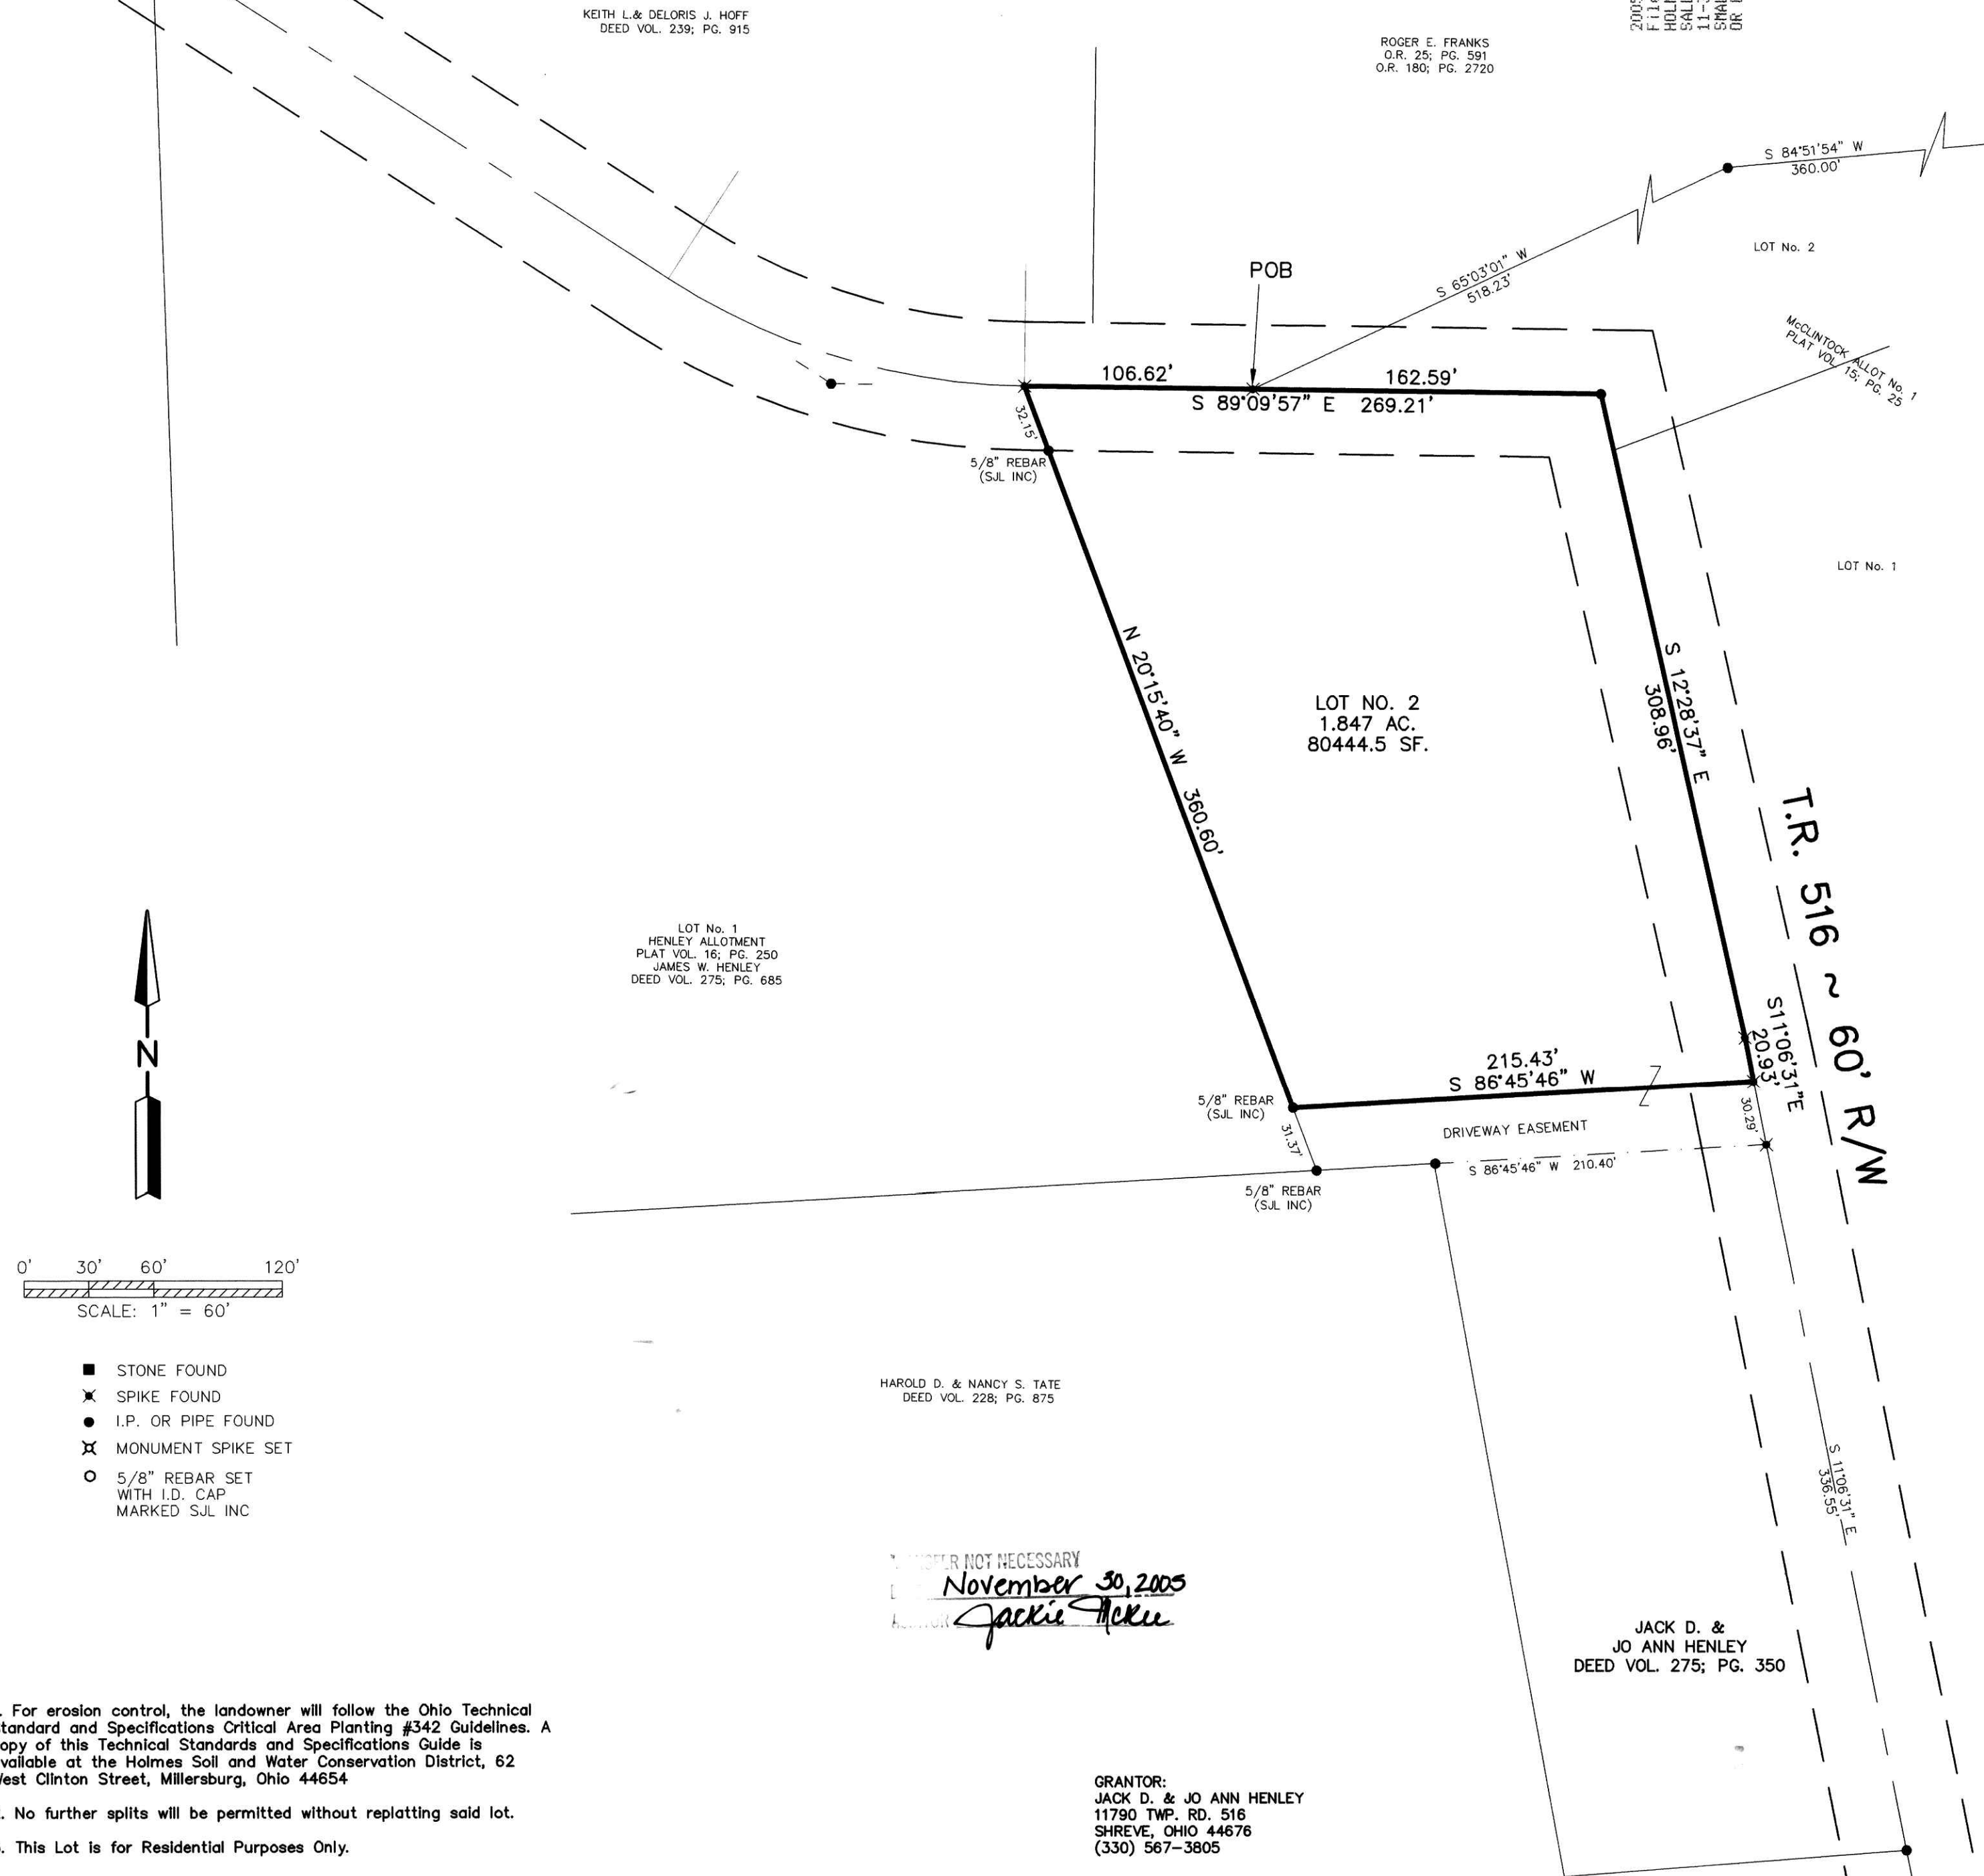 KEITH L.& DELORIS J. HOFF
DEED VOL. 239; PG. 915
ROGER E. FRANKS
O.R. 25; PG. 591
O.R. 180; PG. 2720
S 84°51'54" W
360.00'
LOT No. 2
POB
S 65°03'01" W
518.23'
McCLINTOCK ALLOT No. 1
PLAT VOL 15; PG. 25
106.62'
162.59'
S 89°09'57" E 269.21'
32.15'
5/8" REBAR
(SJL INC)
LOT No. 1
N 20°15'40" W 360.60'
S 12°28'37" E
308.96'
LOT NO. 2
1.847 AC.
80444.5 SF.
T.R. 516 ~ 60' R/W
LOT No. 1
HENLEY ALLOTMENT
PLAT VOL. 16; PG. 250
JAMES W. HENLEY
DEED VOL. 275; PG. 685
N
S11°06'31"E
20.93'
215.43'
S 86°45'46" W
5/8" REBAR
(SJL INC)
31.37'
30.29'
DRIVEWAY EASEMENT
S 86°45'46" W 210.40'
5/8" REBAR
(SJL INC)
0' 30' 60' 120'
SCALE: 1" = 60'
STONE FOUND
SPIKE FOUND
I.P. OR PIPE FOUND
MONUMENT SPIKE SET
5/8" REBAR SET
WITH I.D. CAP
MARKED SJL INC
HAROLD D. & NANCY S. TATE
DEED VOL. 228; PG. 875
S 11°06'31" E
336.55'
NOT NECESSARY
November 30, 2005
Jackie McKee
JACK D. &
JO ANN HENLEY
DEED VOL. 275; PG. 350
. For erosion control, the landowner will follow the Ohio Technical
tandard and Specifications Critical Area Planting #342 Guidelines. A
opy of this Technical Standards and Specifications Guide is
vailable at the Holmes Soil and Water Conservation District, 62
est Clinton Street, Millersburg, Ohio 44654
. No further splits will be permitted without replatting said lot.
. This Lot is for Residential Purposes Only.
GRANTOR:
JACK D. & JO ANN HENLEY
11790 TWP. RD. 516
SHREVE, OHIO 44676
(330) 567-3805